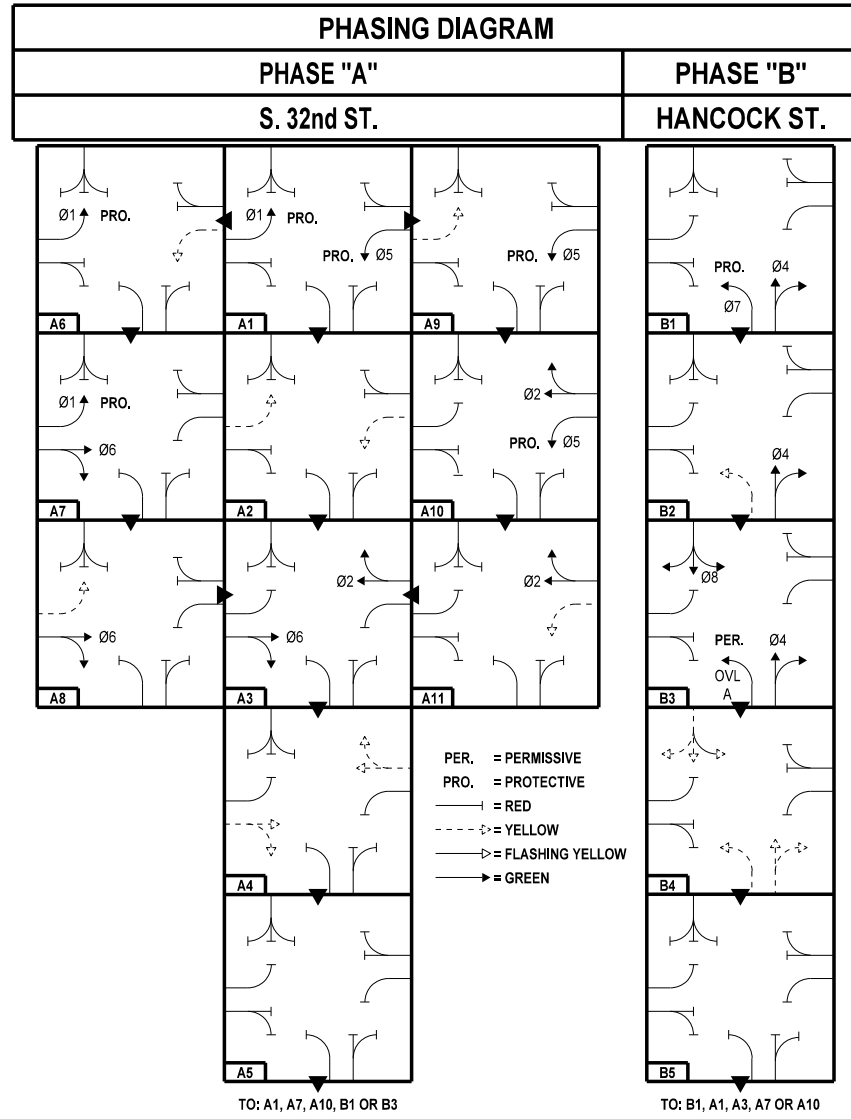 PHASING DIAGRAM
PHASE "A" PHASE "B"
S. 32nd ST. HANCOCK ST.
Ø1 PRO.
A6
Ø1 PRO.
PRO. Ø5
A1
PRO. Ø5
A9
PRO. Ø4
Ø7
B1
Ø1 PRO.
Ø6
A7
A2
Ø2
PRO. Ø5
A10
Ø4
B2
Ø6
A8
Ø2
Ø6
A3
Ø2
A11
Ø8
PER. Ø4
OVL
A
B3
A4
PER. = PERMISSIVE
PRO. = PROTECTIVE
= RED
= YELLOW
= FLASHING YELLOW
= GREEN
B4
A5
B5
TO: A1, A7, A10, B1 OR B3
TO: B1, A1, A3, A7 OR A10